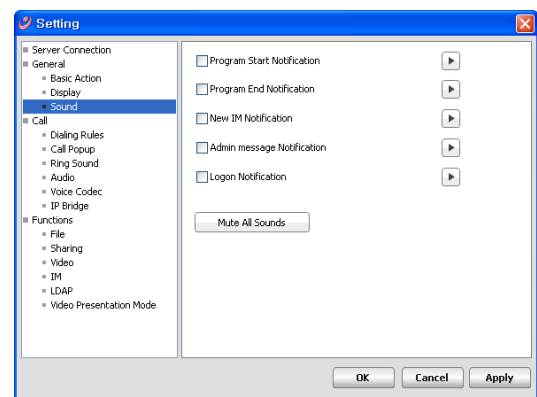 Setting
Server Connection
General
Basic Action
Display
Sound
Call
Dialing Rules
Call Popup
Ring Sound
Audio
Voice Codec
IP Bridge
Functions
File
Sharing
Video
IM
LDAP
Video Presentation Mode
Program Start Notification
Program End Notification
New IM Notification
Admin message Notification
Logon Notification
Mute All Sounds
OK Cancel Apply